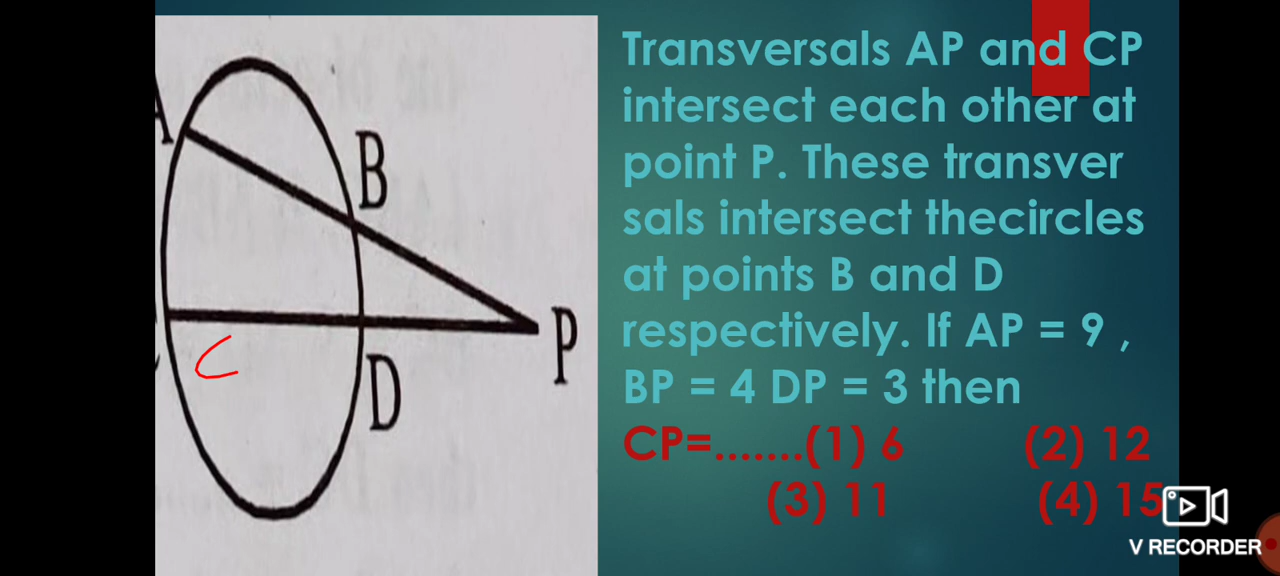 Transversals AP and CP
intersect each other at
point P. These transver
sals intersect thecircles
at points B and D
respectively. If AP = 9 ,
BP = 4 DP = 3 then
CP=.......(1) 6 (2) 12
(3) 11 (4) 15
A
B
C
D
P
V RECORDER